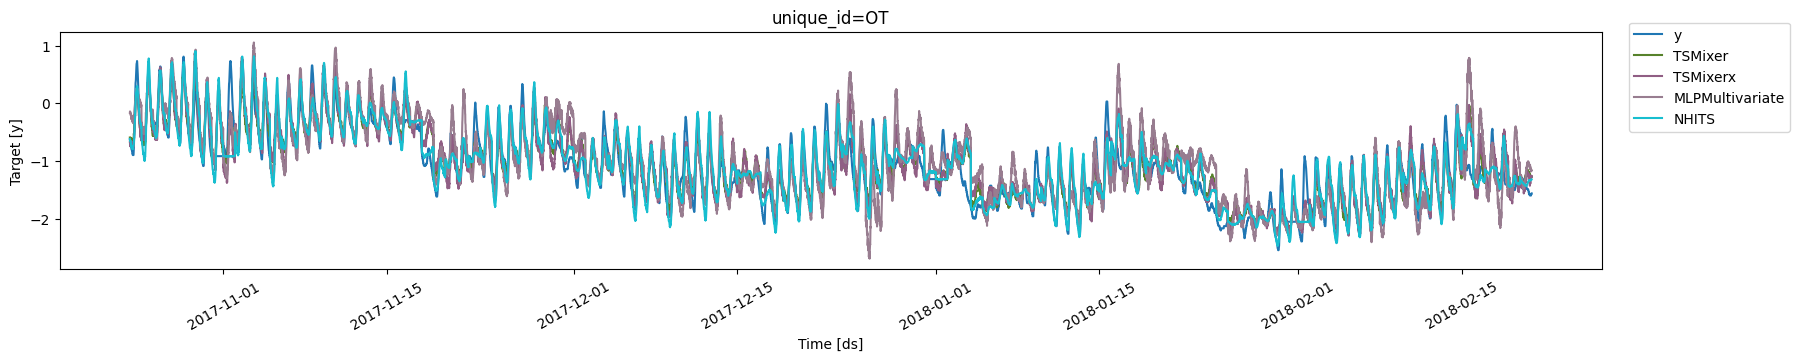 unique_id=OT
Target [y]
1
0
−1
−2
2017-11-01
2017-11-15
2017-12-01
2017-12-15
2018-01-01
2018-01-15
2018-02-01
2018-02-15
Time [ds]
y
TSMixer
TSMixerx
MLPMultivariate
NHITS